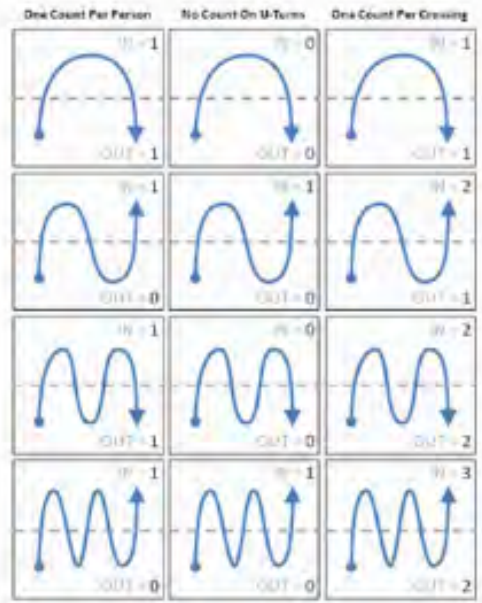 One Count Per Person No Count On U-Turns One Count Per Crossing
IN = 1 IN = 0 IN = 1
OUT = 1 OUT = 0 OUT = 1
IN = 1 IN = 1 IN = 2
OUT = 0 OUT = 0 OUT = 1
IN = 1 IN = 0 IN = 2
OUT = 1 OUT = 0 OUT = 2
IN = 1 IN = 1 IN = 3
OUT = 0 OUT = 0 OUT = 2